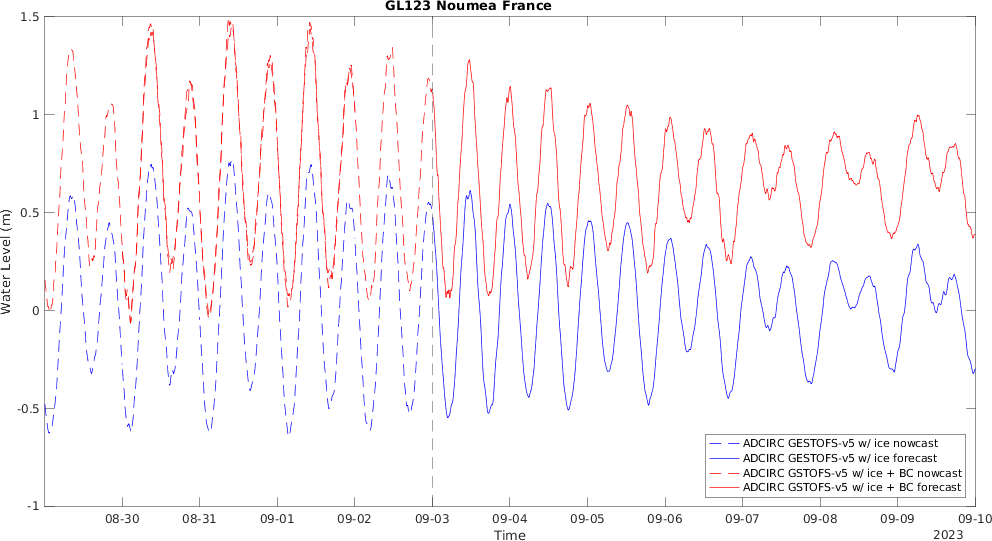 GL123 Noumea France
1.5
1
0.5
0
-0.5
-1
Water Level (m)
08-30 08-31 09-01 09-02 09-03 09-04 09-05 09-06 09-07 09-08 09-09 09-10
Time
2023
ADCIRC GESTOFS-v5 w/ ice nowcast
ADCIRC GESTOFS-v5 w/ ice forecast
ADCIRC GSTOFS-v5 w/ ice + BC nowcast
ADCIRC GSTOFS-v5 w/ ice + BC forecast